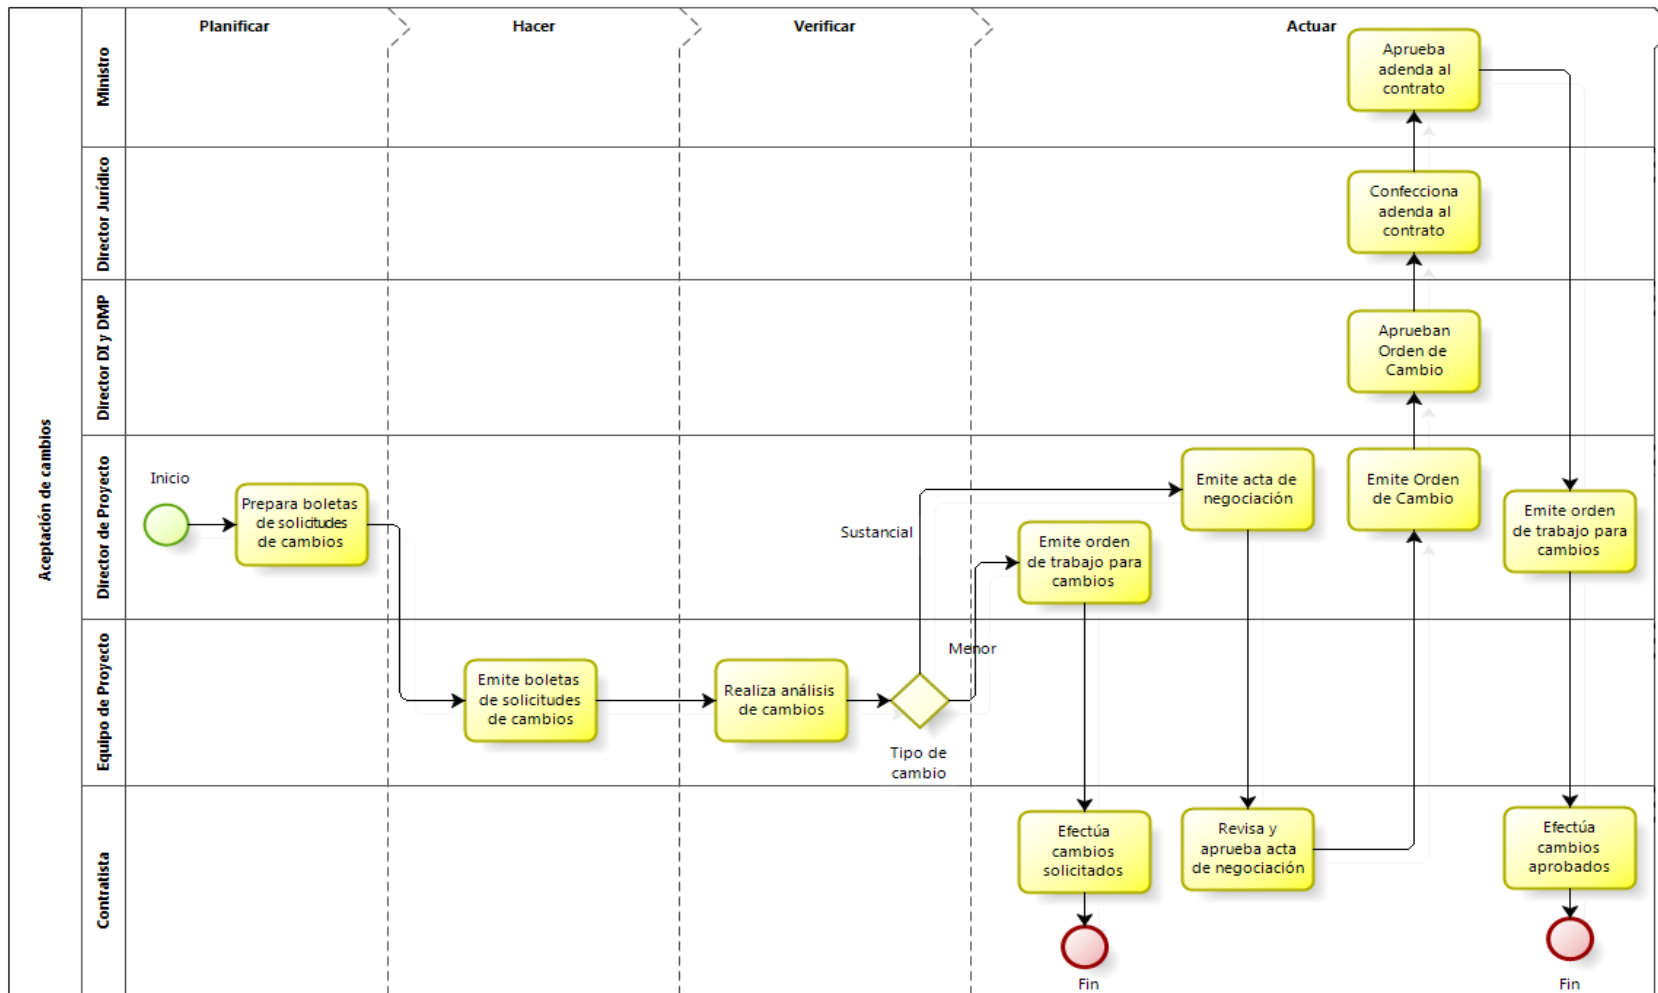 Planificar
Hacer
Verificar
Actuar
Aceptación de cambios
Ministro
Aprueba
adenda al
contrato
Director Jurídico
Confecciona
adenda al
contrato
Director DI y DMP
Aprueban
Orden de
Cambio
Director de Proyecto
Inicio
Prepara boletas
de solicitudes
de cambios
Sustancial
Emite orden
de trabajo para
cambios
Emite acta de
negociación
Emite Orden
de Cambio
Emite orden
de trabajo para
cambios
Equipo de Proyecto
Emite boletas
de solicitudes
de cambios
Realiza análisis
de cambios
Menor
Tipo de
cambio
Contratista
Efectúa
cambios
solicitados
Revisa y
aprueba acta
de negociación
Efectúa
cambios
aprobados
Fin
Fin